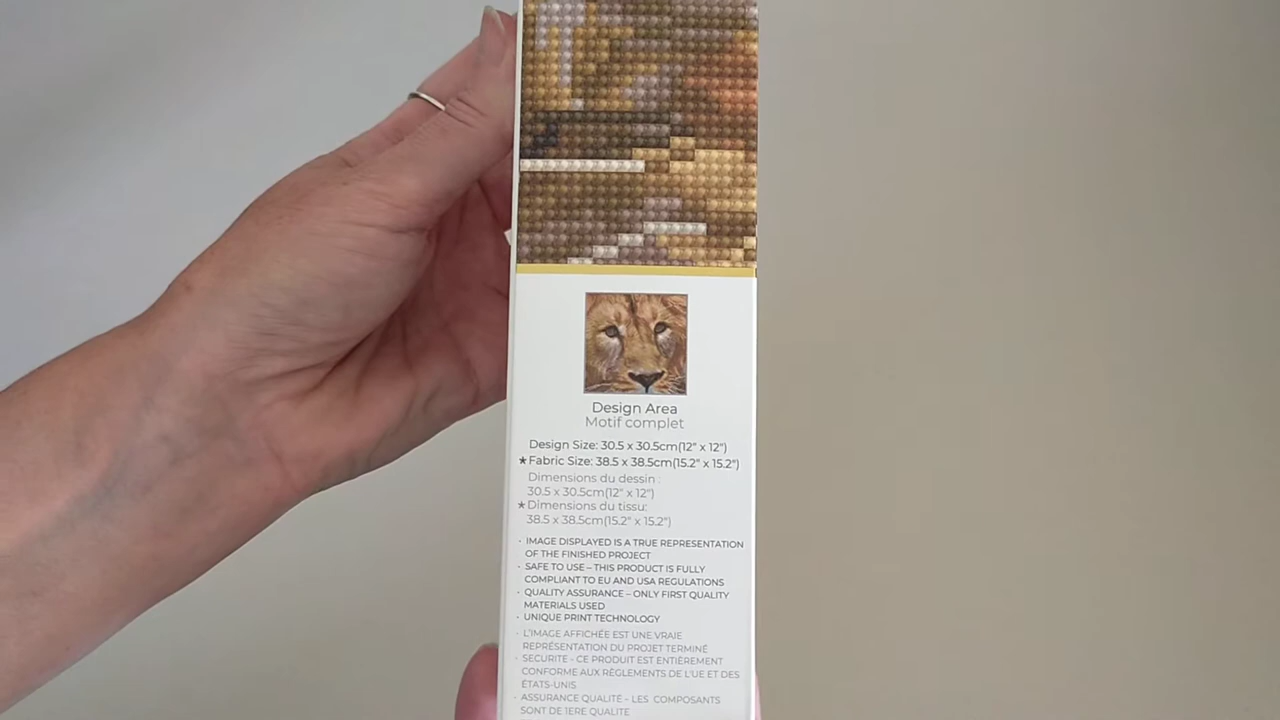 Design Area
Motif complet
Design Size: 30.5 x 30.5cm(12" x 12")
★Fabric Size: 38.5 x 38.5cm(15.2" x 15.2")
Dimensions du dessin :
30.5 x 30.5cm(12" x 12")
★Dimensions du tissu:
38.5 x 38.5cm(15.2" x 15.2")
· IMAGE DISPLAYED IS A TRUE REPRESENTATION
OF THE FINISHED PROJECT
· SAFE TO USE – THIS PRODUCT IS FULLY
COMPLIANT TO EU AND USA REGULATIONS
· QUALITY ASSURANCE – ONLY FIRST QUALITY
MATERIALS USED
· UNIQUE PRINT TECHNOLOGY
· L'IMAGE AFFICHÉE EST UNE VRAIE
REPRÉSENTATION DU PROJET TERMINÉ
· SECURITE - CE PRODUIT EST ENTIÈREMENT
CONFORME AUX RÈGLEMENTS DE L'UE ET DES
ÉTATS-UNIS
· ASSURANCE QUALITÉ – LES COMPOSANTS
SONT DE 1ERE QUALITE